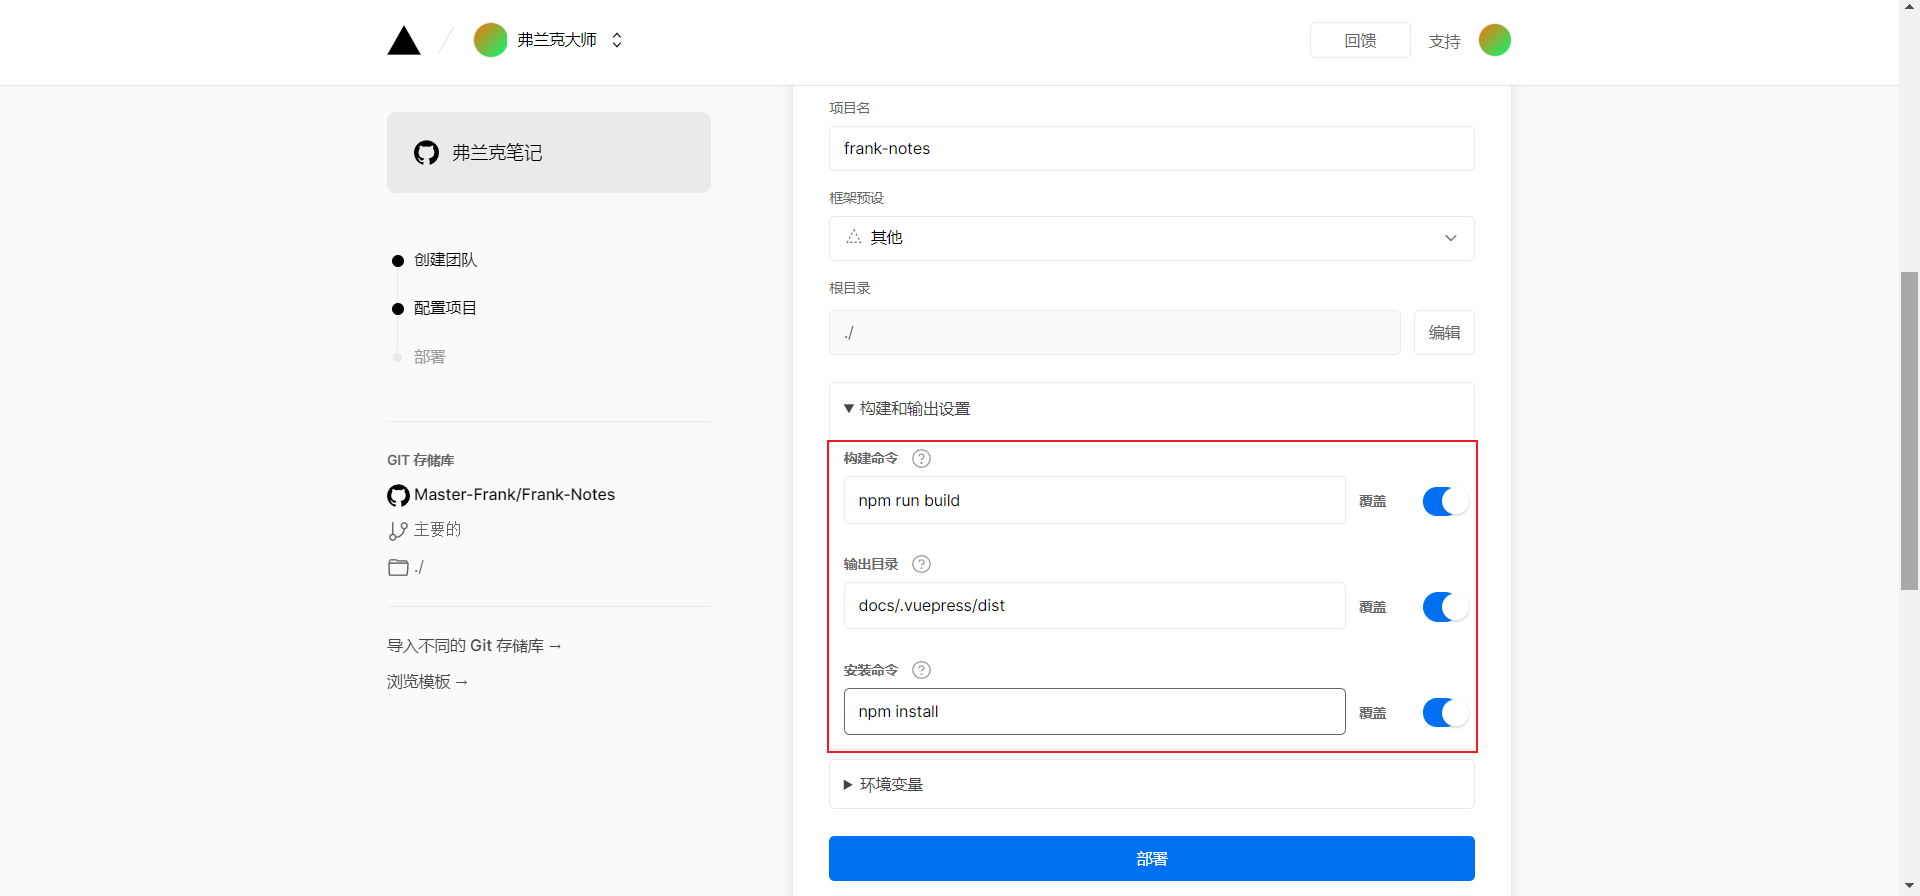 弗兰克大师
回馈
支持
弗兰克笔记
创建团队
配置项目
部署
GIT 存储库
Master-Frank/Frank-Notes
主要的
./
导入不同的 Git 存储库 →
浏览模板 →
项目名
frank-notes
框架预设
其他
根目录
./
编辑
构建和输出设置
构建命令 ?
npm run build
覆盖
输出目录 ?
docs/.vuepress/dist
覆盖
安装命令 ?
npm install
覆盖
环境变量
部署